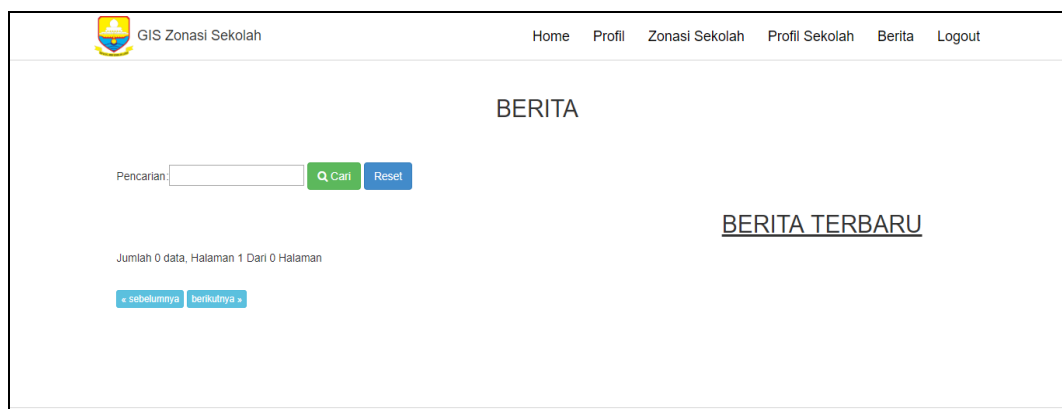 GIS Zonasi Sekolah Home Profil Zonasi Sekolah Profil Sekolah Berita Logout
BERITA
Pencarian: Cari Reset
BERITA TERBARU
Jumlah 0 data, Halaman 1 Dari 0 Halaman
« sebelumnya berikutnya »